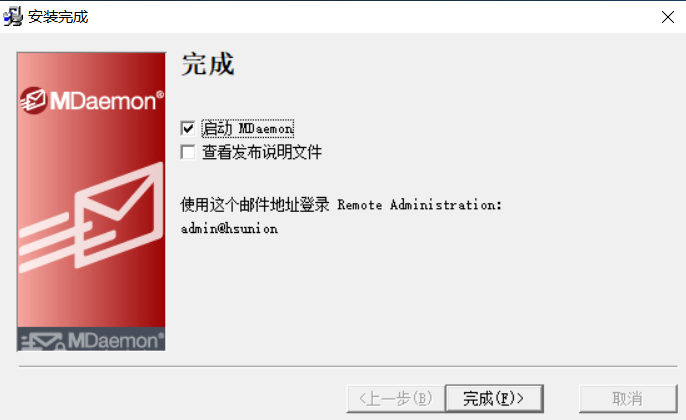 安装完成
完成
MDaemon®
启动 MDaemon
查看发布说明文件
使用这个邮件地址登录 Remote Administration:
admin@hsunion
MDaemon®
<上一步(B)
完成(F)>
取消